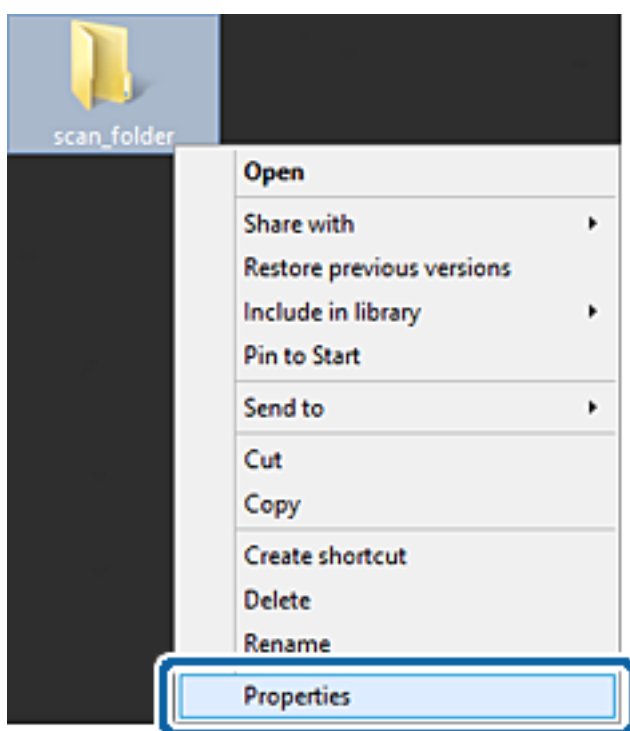 scan_folder
Open
Share with
Restore previous versions
Include in library
Pin to Start
Send to
Cut
Copy
Create shortcut
Delete
Rename
Properties